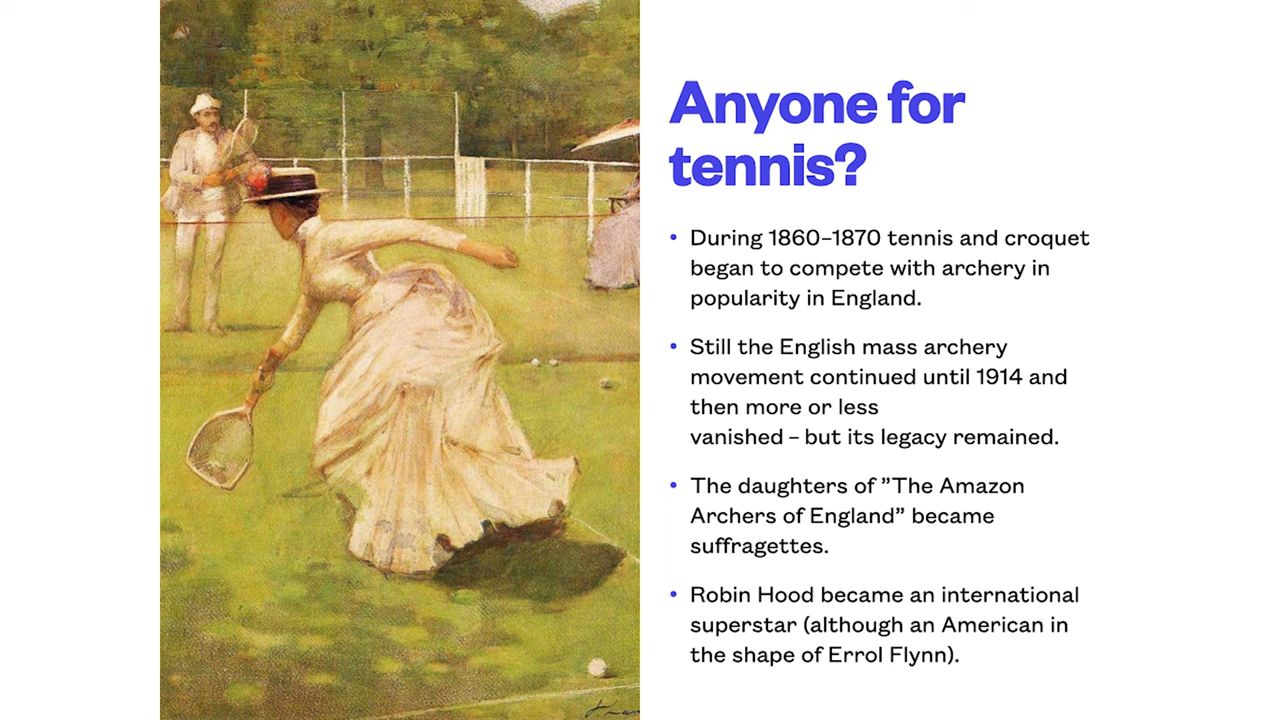 Anyone for
tennis?
• During 1860–1870 tennis and croquet
began to compete with archery in
popularity in England.
• Still the English mass archery
movement continued until 1914 and
then more or less
vanished – but its legacy remained.
• The daughters of ”The Amazon
Archers of England” became
suffragettes.
• Robin Hood became an international
superstar (although an American in
the shape of Errol Flynn).